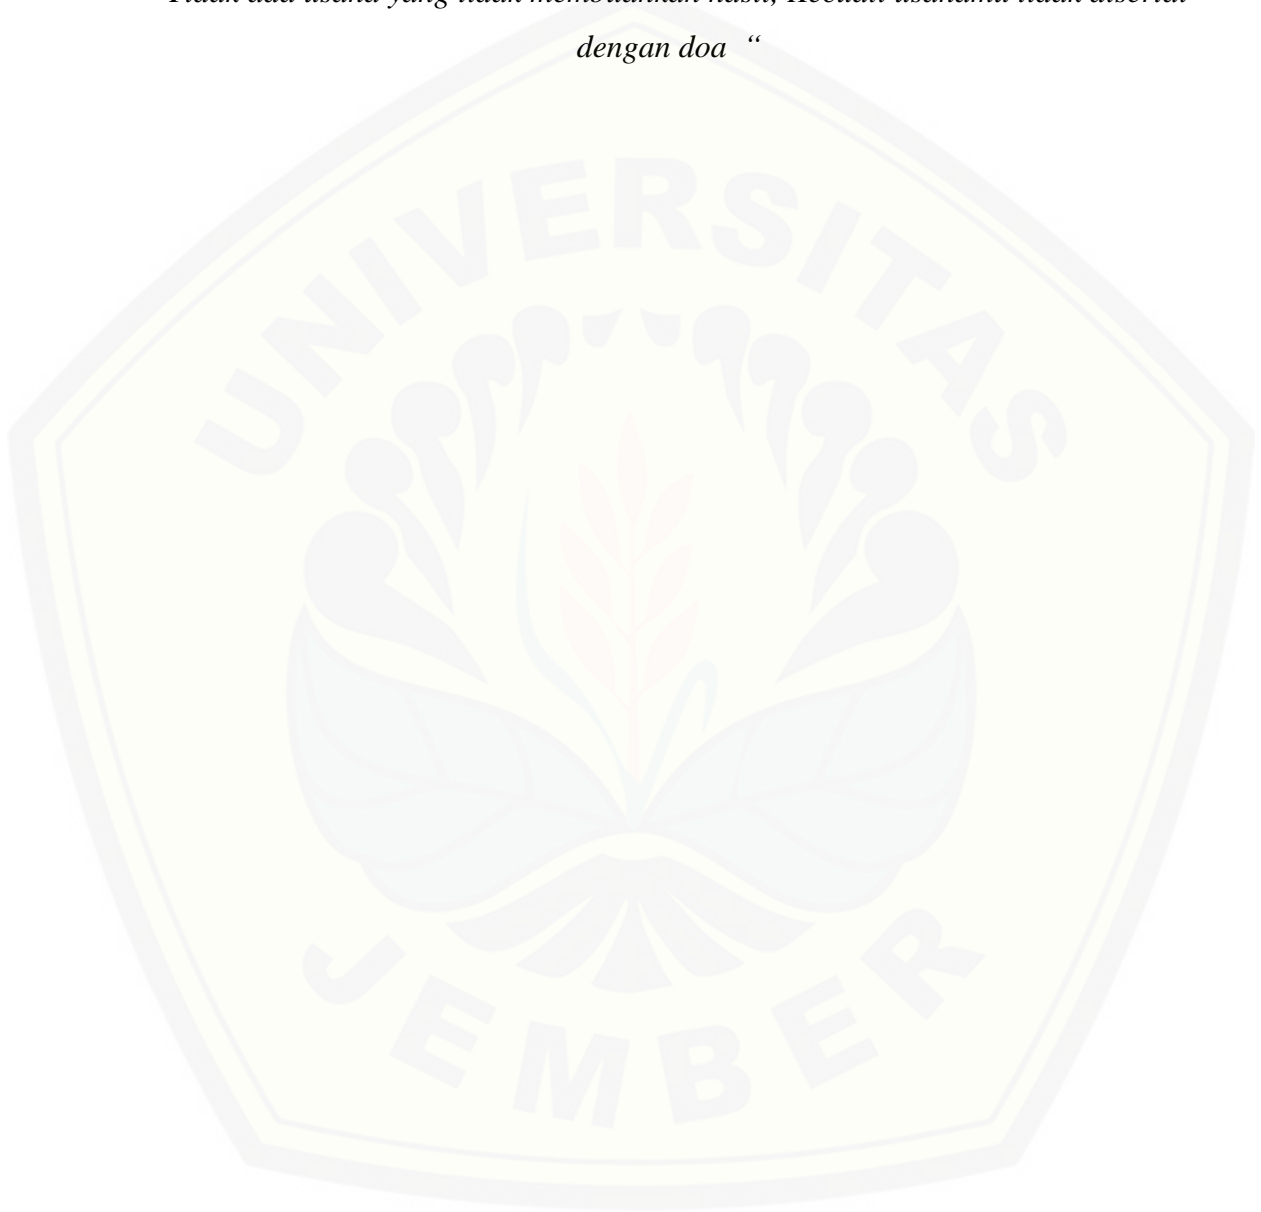 Tidak ada usaha yang tidak membuahkan hasil, Kecuali usahamu tidak disertai
dengan doa “
UNIVERSITAS
JEMBER